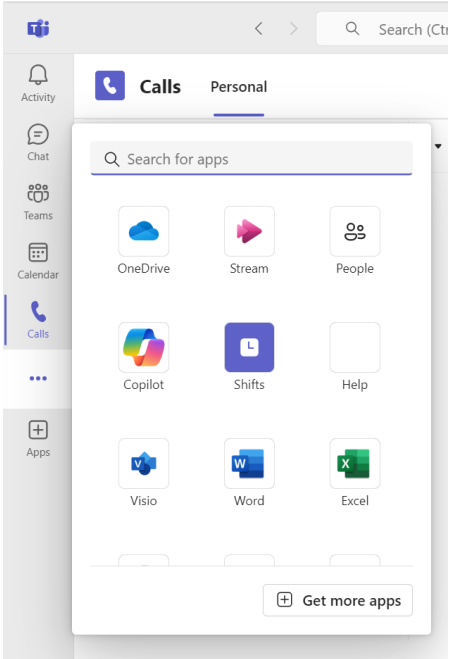 Search (Ctr
Activity
Calls
Personal
Chat
Search for apps
Teams
OneDrive
Stream
People
Calendar
Calls
Copilot
Shifts
Help
Apps
Visio
Word
Excel
Get more apps